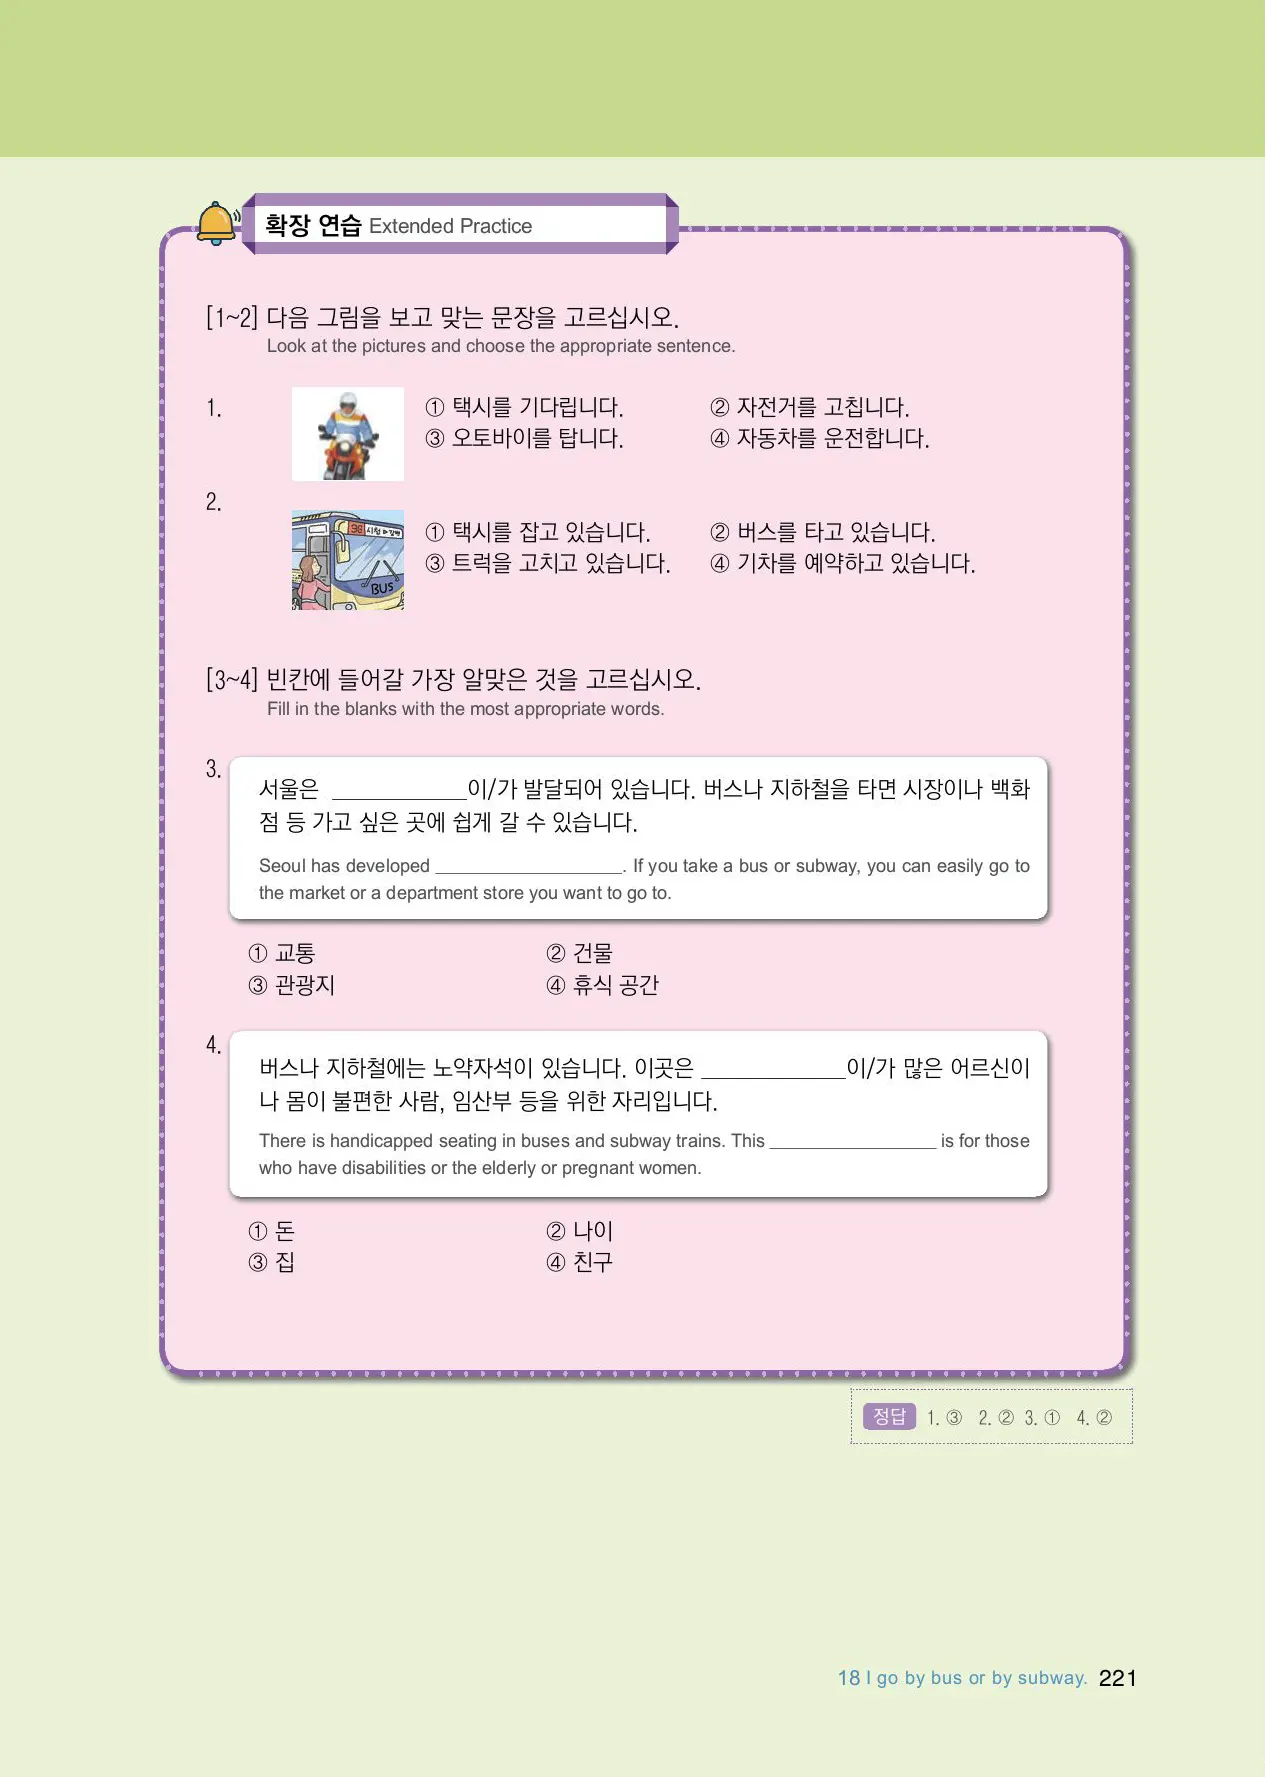 확장 연습 Extended Practice
[1~2] 다음 그림을 보고 맞는 문장을 고르십시오.
Look at the pictures and choose the appropriate sentence.
1.
① 택시를 기다립니다. ② 자전거를 고칩니다.
③ 오토바이를 탑니다. ④ 자동차를 운전합니다.
2.
36 시청
BUS
① 택시를 잡고 있습니다. ② 버스를 타고 있습니다.
③ 트럭을 고치고 있습니다. ④ 기차를 예약하고 있습니다.
[3~4] 빈칸에 들어갈 가장 알맞은 것을 고르십시오.
Fill in the blanks with the most appropriate words.
3.
서울은 ____________이/가 발달되어 있습니다. 버스나 지하철을 타면 시장이나 백화
점 등 가고 싶은 곳에 쉽게 갈 수 있습니다.
Seoul has developed __________________. If you take a bus or subway, you can easily go to
the market or a department store you want to go to.
① 교통 ② 건물
③ 관광지 ④ 휴식 공간
4.
버스나 지하철에는 노약자석이 있습니다. 이곳은 _____________이/가 많은 어르신이
나 몸이 불편한 사람, 임산부 등을 위한 자리입니다.
There is handicapped seating in buses and subway trains. This ________________ is for those
who have disabilities or the elderly or pregnant women.
① 돈 ② 나이
③ 집 ④ 친구
정답 1. ③ 2. ② 3. ① 4. ②
18 I go by bus or by subway. 221